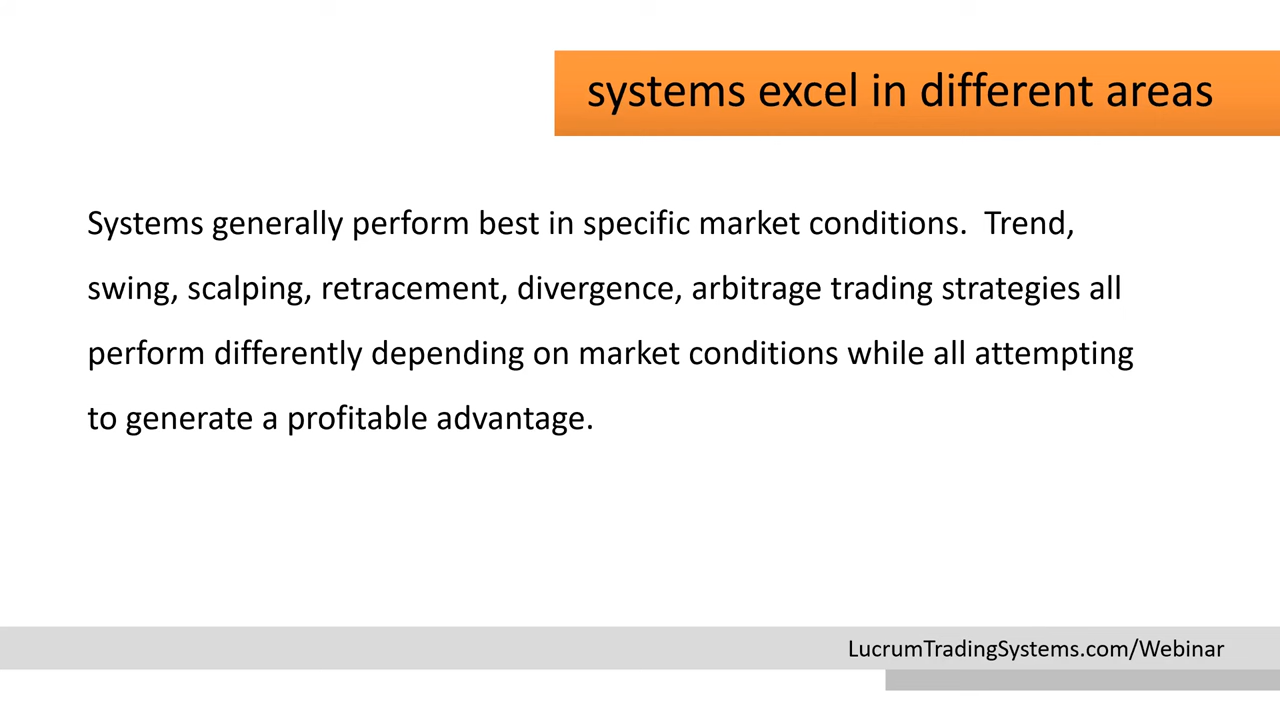 systems excel in different areas
Systems generally perform best in specific market conditions.  Trend,
swing, scalping, retracement, divergence, arbitrage trading strategies all
perform differently depending on market conditions while all attempting
to generate a profitable advantage.
LucrumTradingSystems.com/Webinar